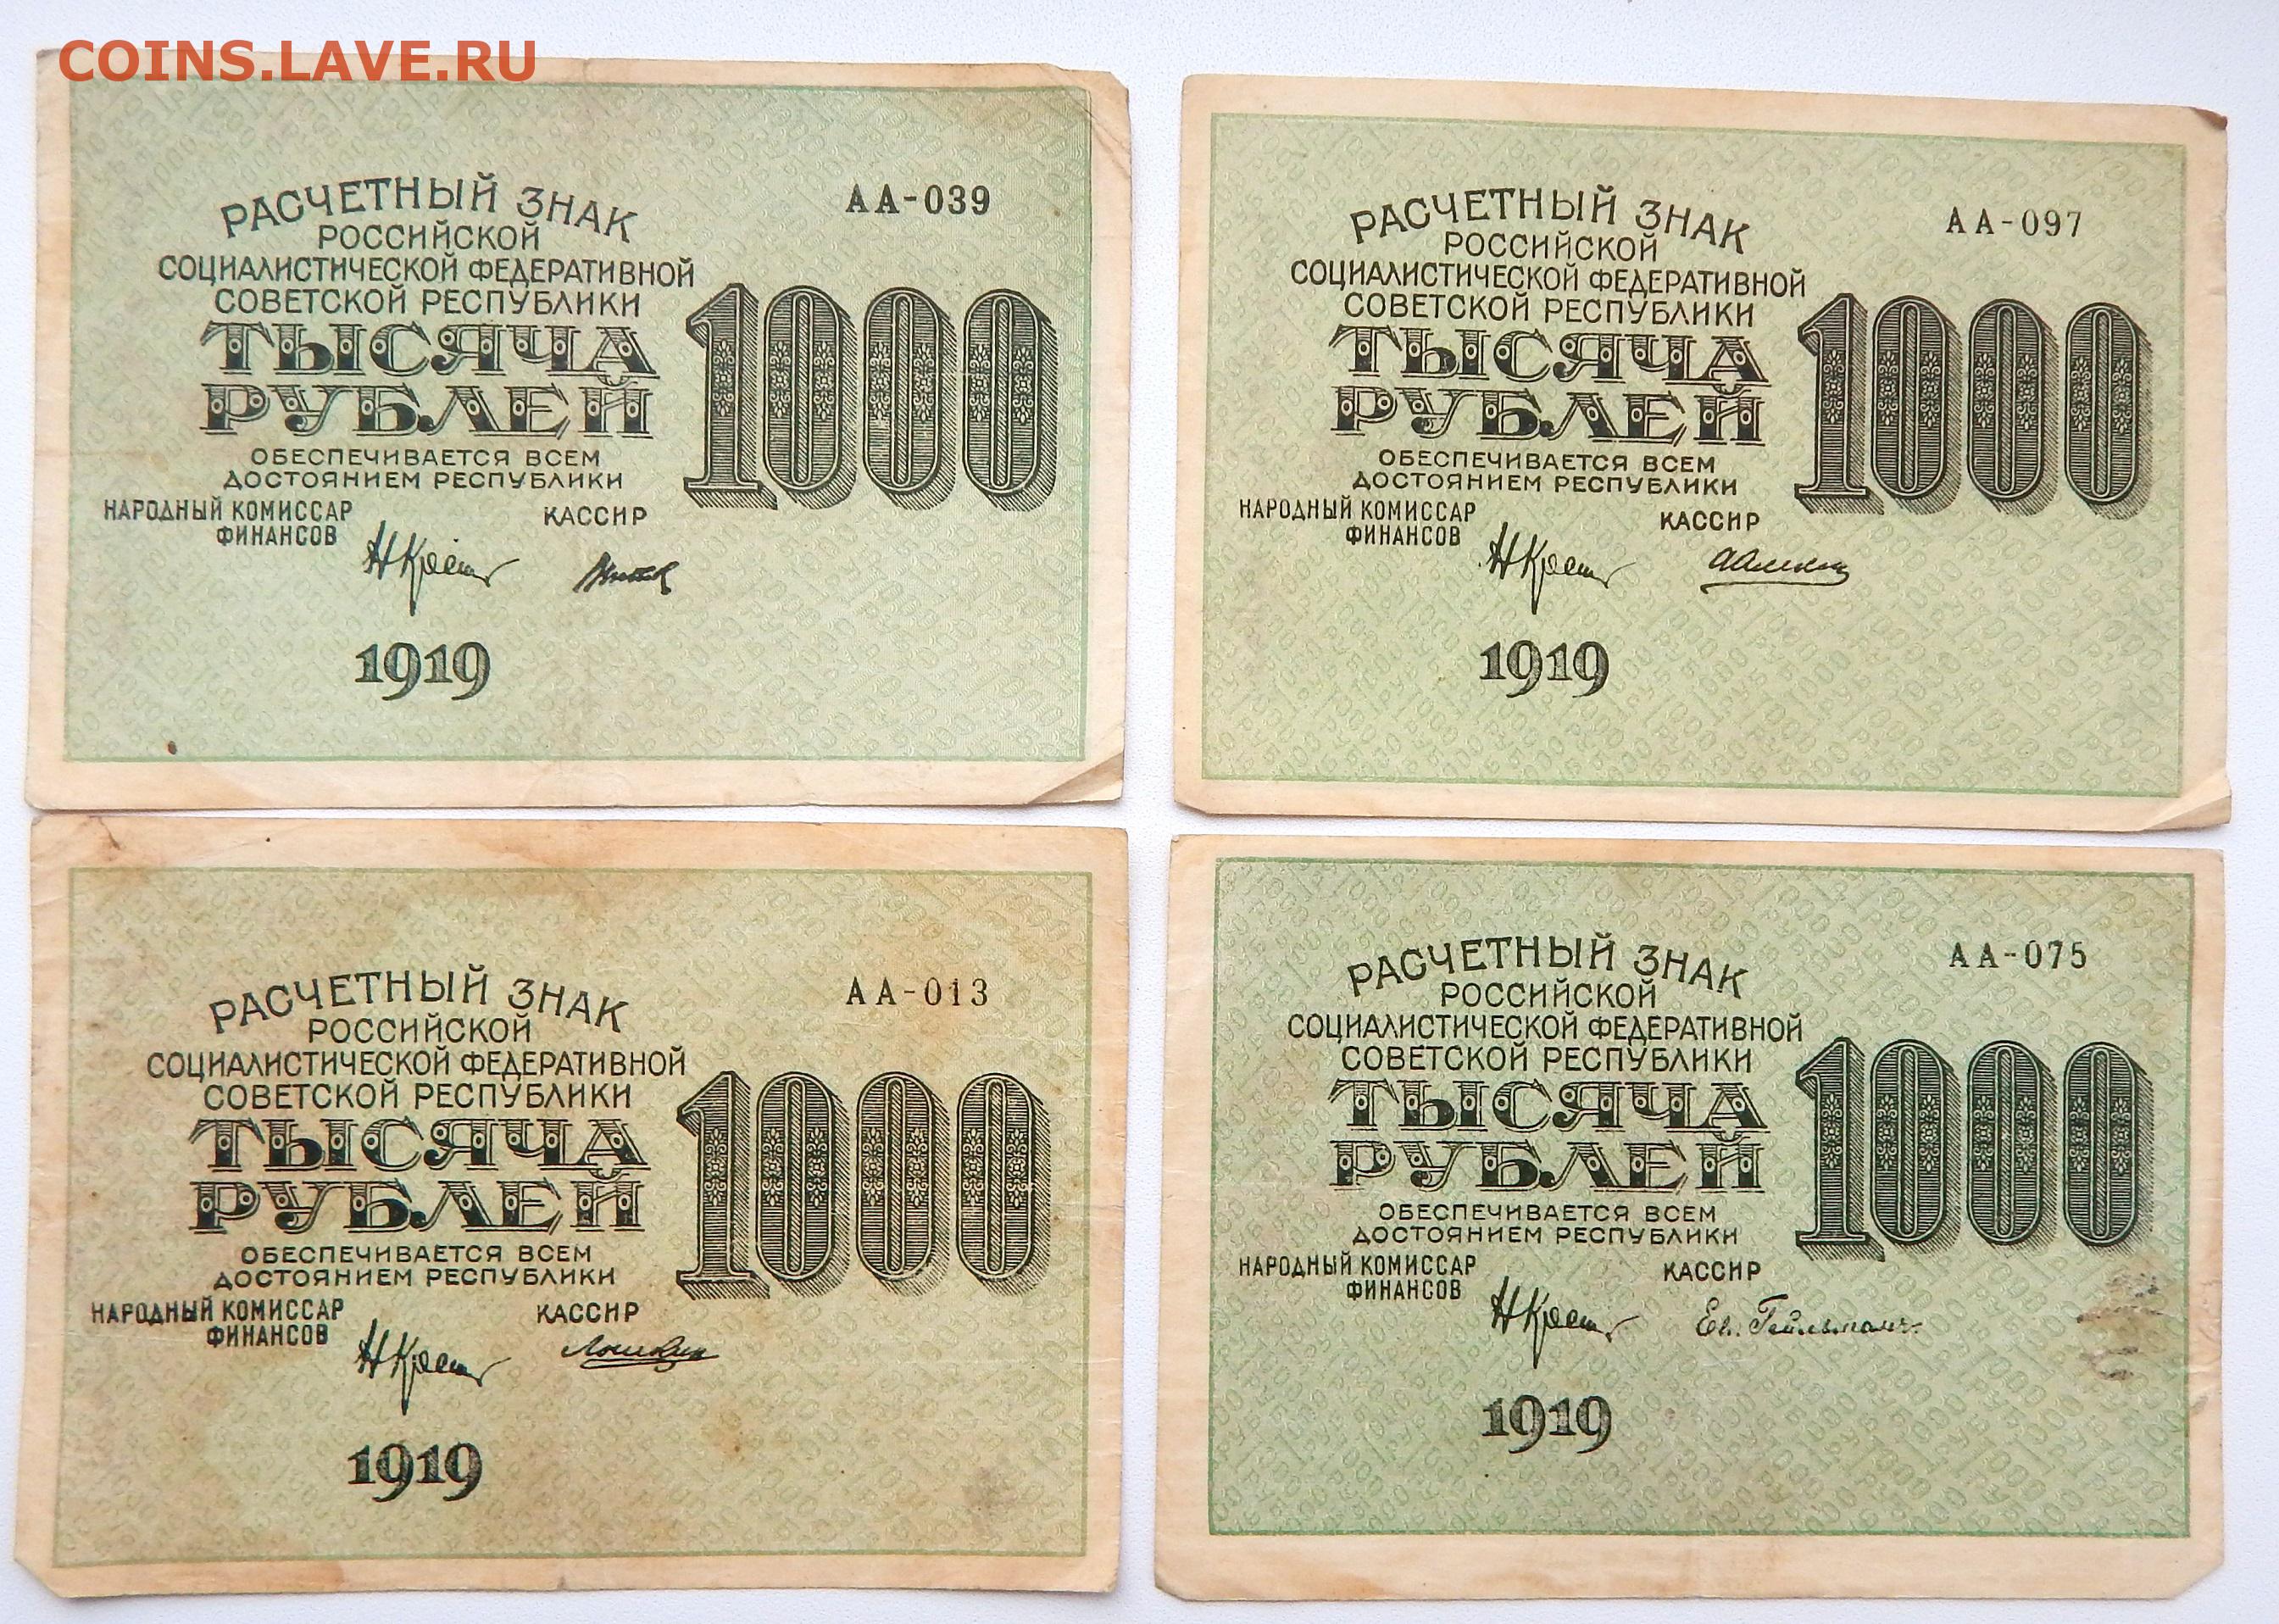 COINS.LAVE.RU
АА-039
РАСЧЕТНЫЙ ЗНАК
РОССИЙСКОЙ
СОЦИАЛИСТИЧЕСКОЙ ФЕДЕРАТИВНОЙ
СОВЕТСКОЙ РЕСПУБЛИКИ
ТЫСЯЧА
РУБЛЕЙ
1000
ОБЕСПЕЧИВАЕТСЯ ВСЕМ
ДОСТОЯНИЕМ РЕСПУБЛИКИ
НАРОДНЫЙ КОМИССАР
ФИНАНСОВ
КАССИР
1919
АА-097
РАСЧЕТНЫЙ ЗНАК
РОССИЙСКОЙ
СОЦИАЛИСТИЧЕСКОЙ ФЕДЕРАТИВНОЙ
СОВЕТСКОЙ РЕСПУБЛИКИ
ТЫСЯЧА
РУБЛЕЙ
1000
ОБЕСПЕЧИВАЕТСЯ ВСЕМ
ДОСТОЯНИЕМ РЕСПУБЛИКИ
НАРОДНЫЙ КОМИССАР
ФИНАНСОВ
КАССИР
1919
АА-013
РАСЧЕТНЫЙ ЗНАК
РОССИЙСКОЙ
СОЦИАЛИСТИЧЕСКОЙ ФЕДЕРАТИВНОЙ
СОВЕТСКОЙ РЕСПУБЛИКИ
ТЫСЯЧА
РУБЛЕЙ
1000
ОБЕСПЕЧИВАЕТСЯ ВСЕМ
ДОСТОЯНИЕМ РЕСПУБЛИКИ
НАРОДНЫЙ КОМИССАР
ФИНАНСОВ
КАССИР
1919
АА-075
РАСЧЕТНЫЙ ЗНАК
РОССИЙСКОЙ
СОЦИАЛИСТИЧЕСКОЙ ФЕДЕРАТИВНОЙ
СОВЕТСКОЙ РЕСПУБЛИКИ
ТЫСЯЧА
РУБЛЕЙ
1000
ОБЕСПЕЧИВАЕТСЯ ВСЕМ
ДОСТОЯНИЕМ РЕСПУБЛИКИ
НАРОДНЫЙ КОМИССАР
ФИНАНСОВ
КАССИР
Гейльман
1919